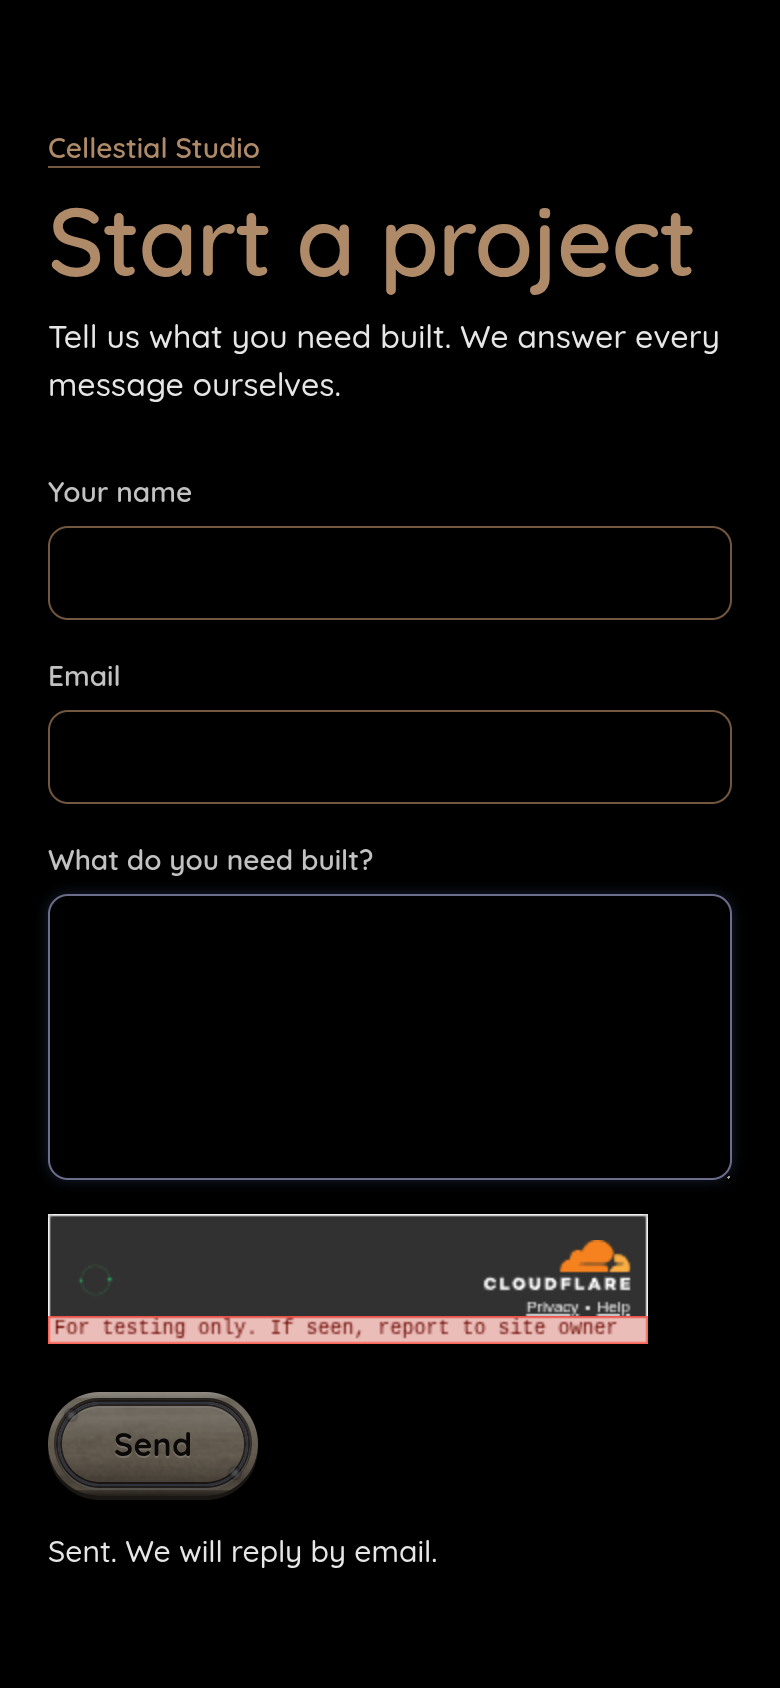 Cellestial Studio
Start a project
Tell us what you need built. We answer every
message ourselves.
Your name
Email
What do you need built?
CLOUDFLARE
Privacy • Help
For testing only. If seen, report to site owner
Send
Sent. We will reply by email.